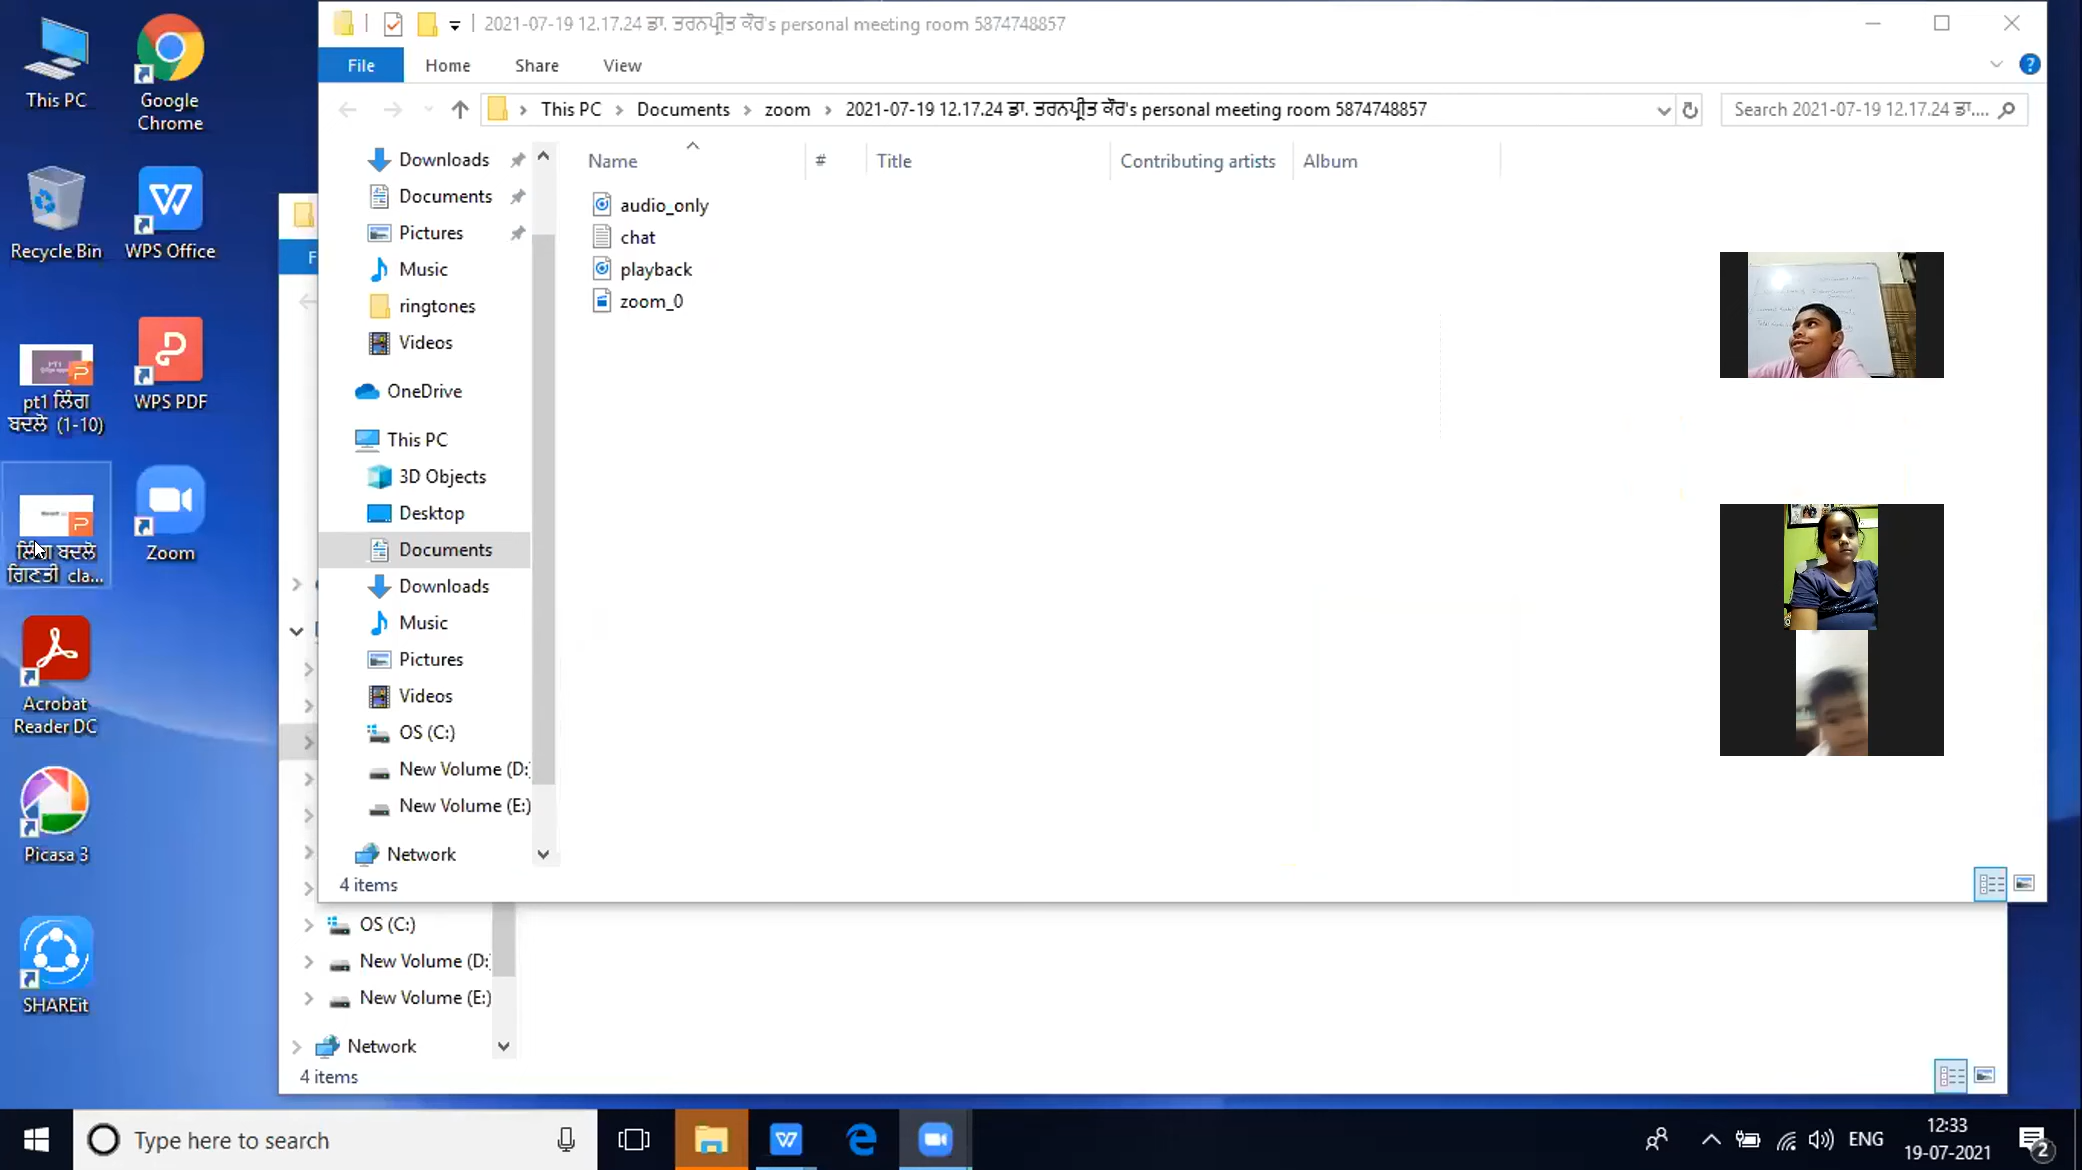 This PC
Google Chrome
Recycle Bin
WPS Office
pt1 ਲਿੰਗ ਬਦਲੋ (1-10)
WPS PDF
ਲਿੰਗ ਬਦਲੋ ਗਿਣਤੀ cla...
Zoom
Acrobat Reader DC
Picasa 3
SHAREit
2021-07-19 12.17.24 ਡਾ. ਤਰਨਪ੍ਰੀਤ ਕੌਰ's personal meeting room 5874748857
File Home Share View
This PC Documents zoom 2021-07-19 12.17.24 ਡਾ. ਤਰਨਪ੍ਰੀਤ ਕੌਰ's personal meeting room 5874748857
Search 2021-07-19 12.17.24 ਡਾ....
Downloads
Documents
Pictures
Music
ringtones
Videos
OneDrive
This PC
3D Objects
Desktop
Documents
Downloads
Music
Pictures
Videos
OS (C:)
New Volume (D:)
New Volume (E:)
Network
4 items
Name # Title Contributing artists Album
audio_only
chat
playback
zoom_0
OS (C:)
New Volume (D:)
New Volume (E:)
Network
4 items
Type here to search
ENG
12:33
19-07-2021
2